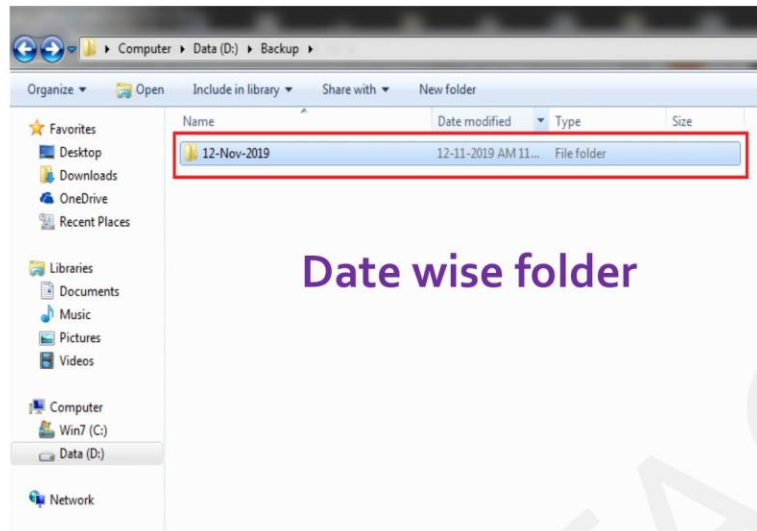 Computer ▸ Data (D:) ▸ Backup ▸
Organize Open Include in library Share with New folder
Name Date modified Type Size
Favorites
Desktop
Downloads
OneDrive
Recent Places
Libraries
Documents
Music
Pictures
Videos
Computer
Win7 (C:)
Data (D:)
Network
12-Nov-2019 12-11-2019 AM 11... File folder
Date wise folder